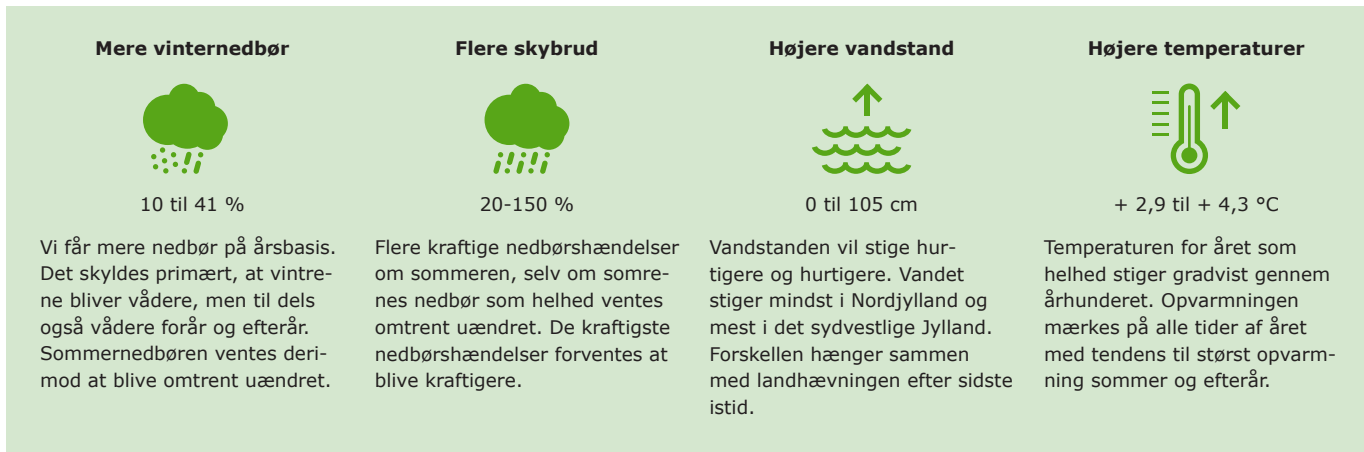 Mere vinternedbør
10 til 41 %
Vi får mere nedbør på årsbasis.
Det skyldes primært, at vintre-
ne bliver vådere, men til dels
også vådere forår og efterår.
Sommernedbøren ventes deri-
mod at blive omtrent uændret.
Flere skybrud
20-150 %
Flere kraftige nedbørshændelser
om sommeren, selv om somre-
nes nedbør som helhed ventes
omtrent uændret. De kraftigste
nedbørshændelser forventes at
blive kraftigere.
Højere vandstand
0 til 105 cm
Vandstanden vil stige hur-
tigere og hurtigere. Vandet
stiger mindst i Nordjylland og
mest i det sydvestlige Jylland.
Forskellen hænger sammen
med landhævningen efter sidste
istid.
Højere temperaturer
+ 2,9 til + 4,3 °C
Temperaturen for året som
helhed stiger gradvist gennem
århunderet. Opvarmningen
mærkes på alle tider af året
med tendens til størst opvarm-
ning sommer og efterår.